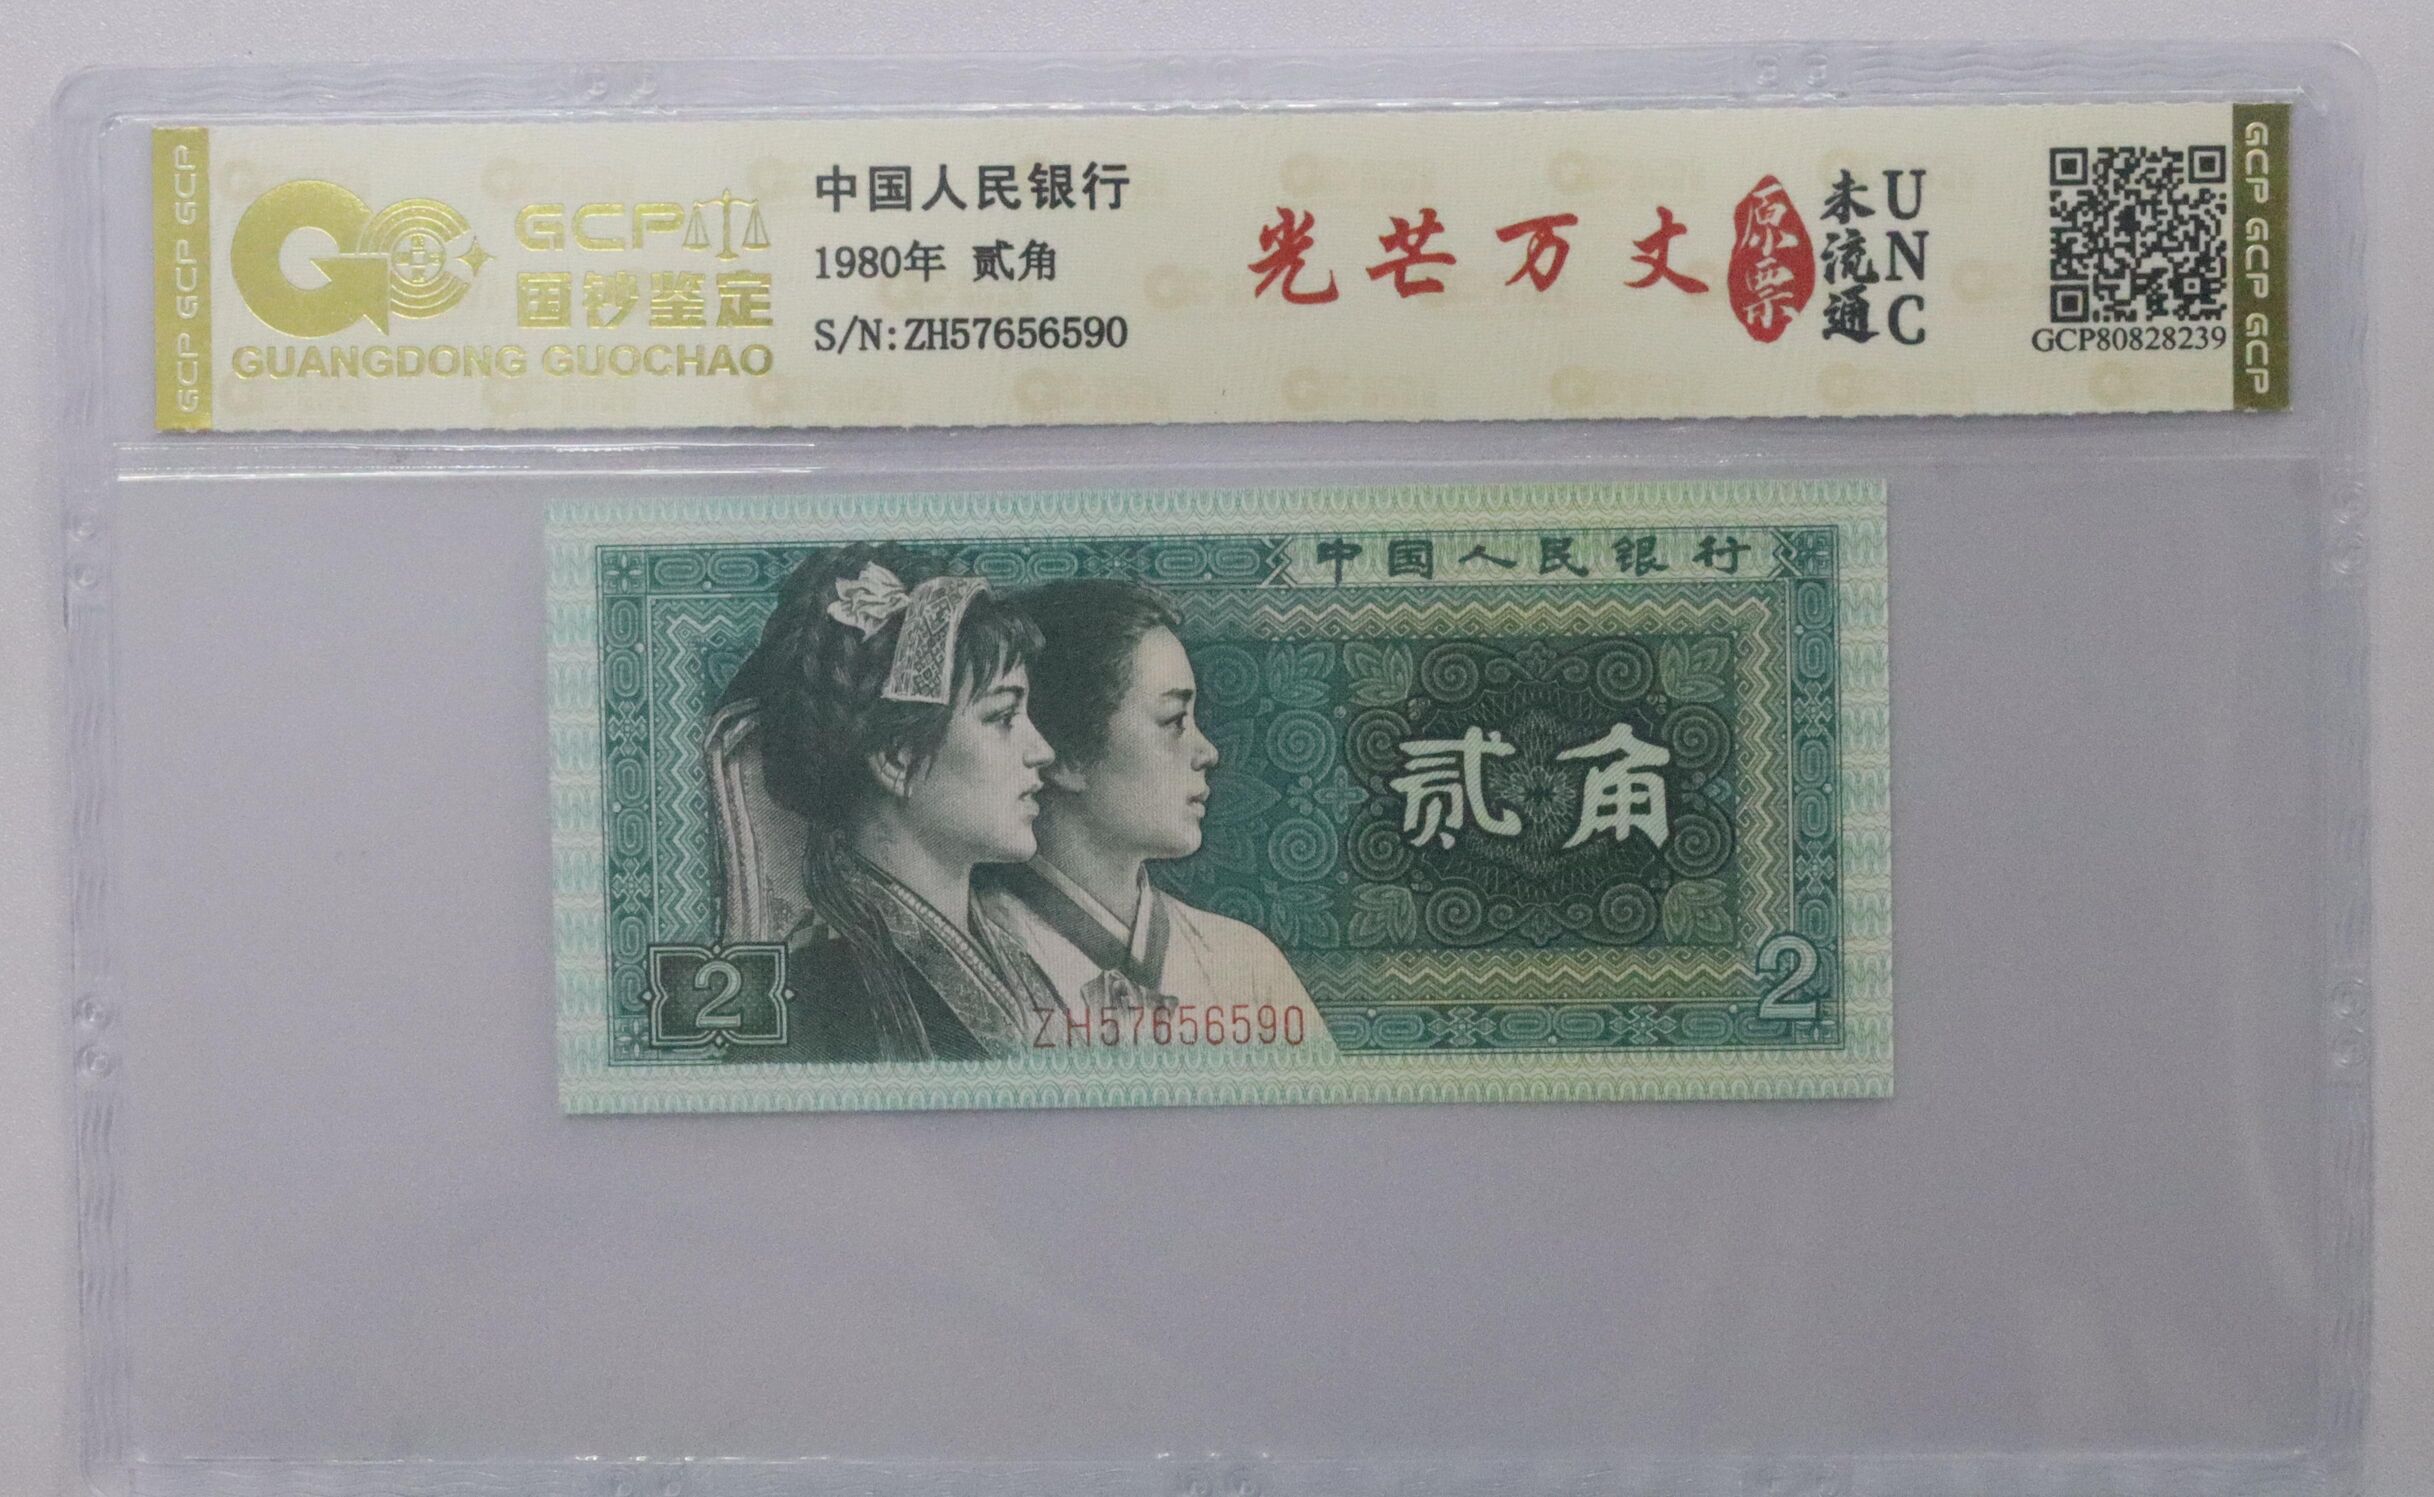 GCP GCP GCP
GCP
国钞鉴定
GUANGDONG GUOCHAO
中国人民银行
1980年 贰角
S/N:ZH57656590
光芒万丈
原票
未流通
UNC
GCP80828239
GCP GCP GCP
中国人民银行
贰角
2
2
ZH57656590